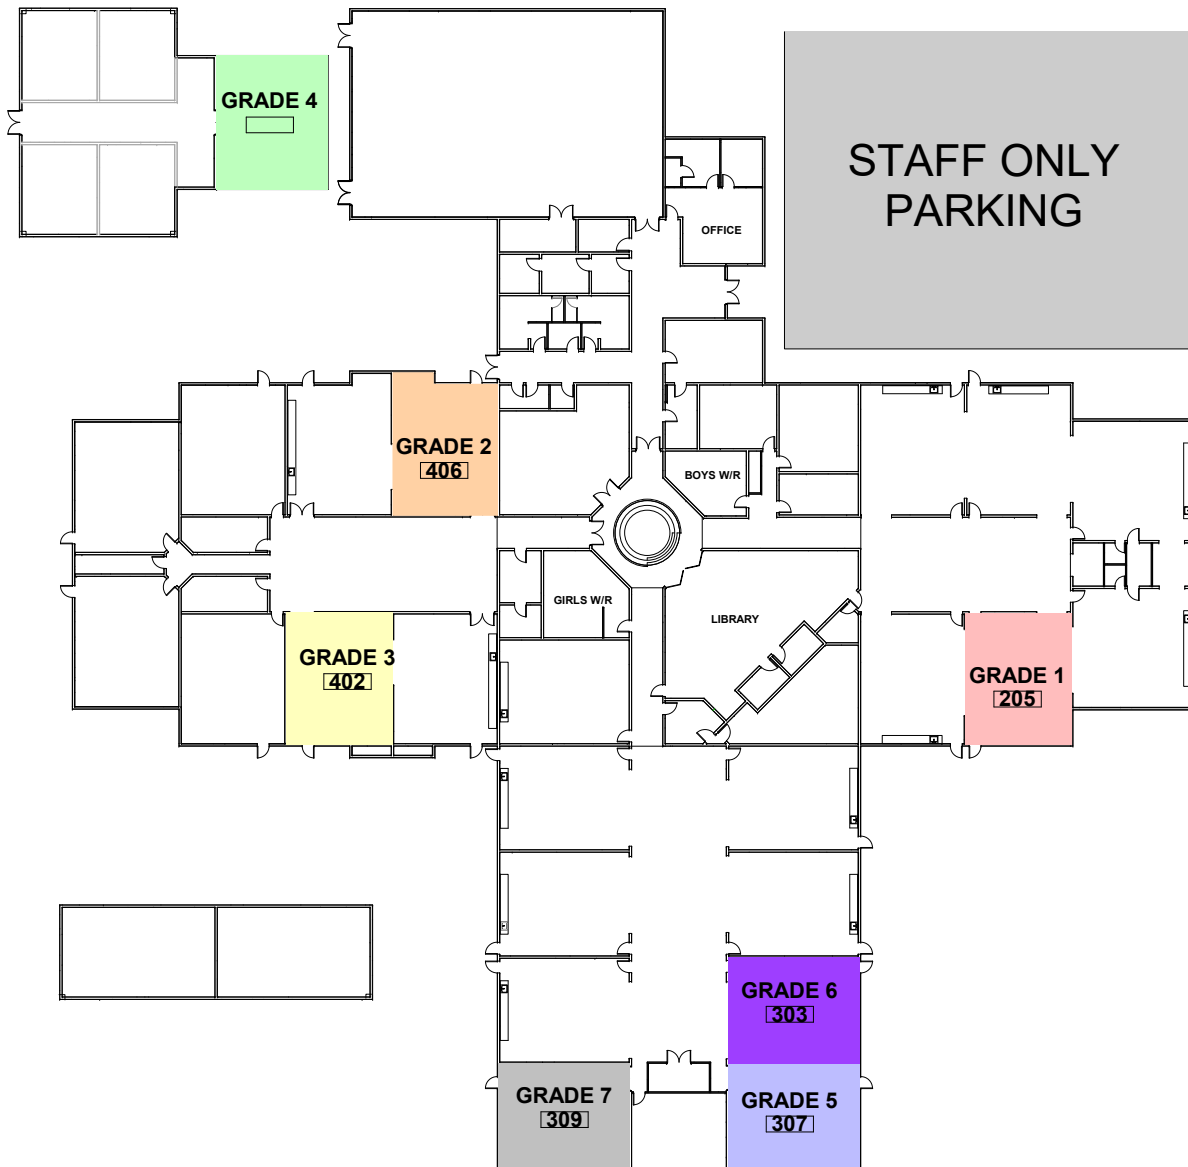 GRADE 4
STAFF ONLY
PARKING
OFFICE
GRADE 2
406
BOYS W/R
GIRLS W/R
LIBRARY
GRADE 3
402
GRADE 1
205
GRADE 6
303
GRADE 7
309
GRADE 5
307